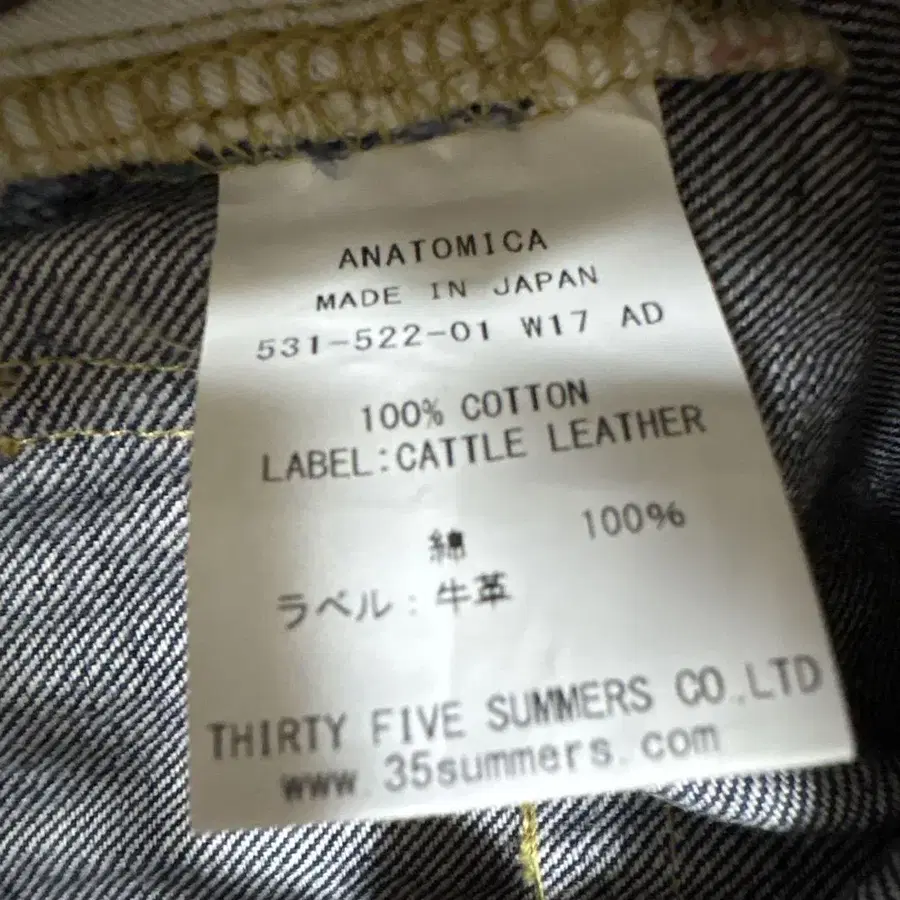 ANATOMICA
MADE IN JAPAN
531-522-01 W17 AD
100% COTTON
LABEL:CATTLE LEATHER
綿 100%
ラベル：牛革
THIRTY FIVE SUMMERS CO.,LTD
www.35summers.com